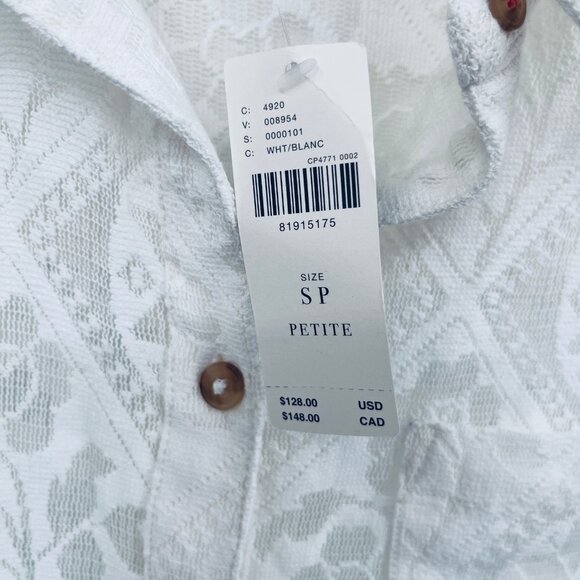 C: 4920
V: 008954
S: 0000101
C: WHT/BLANC
CP4771 0002
81915175
SIZE
SP
PETITE
$128.00 USD
$148.00 CAD